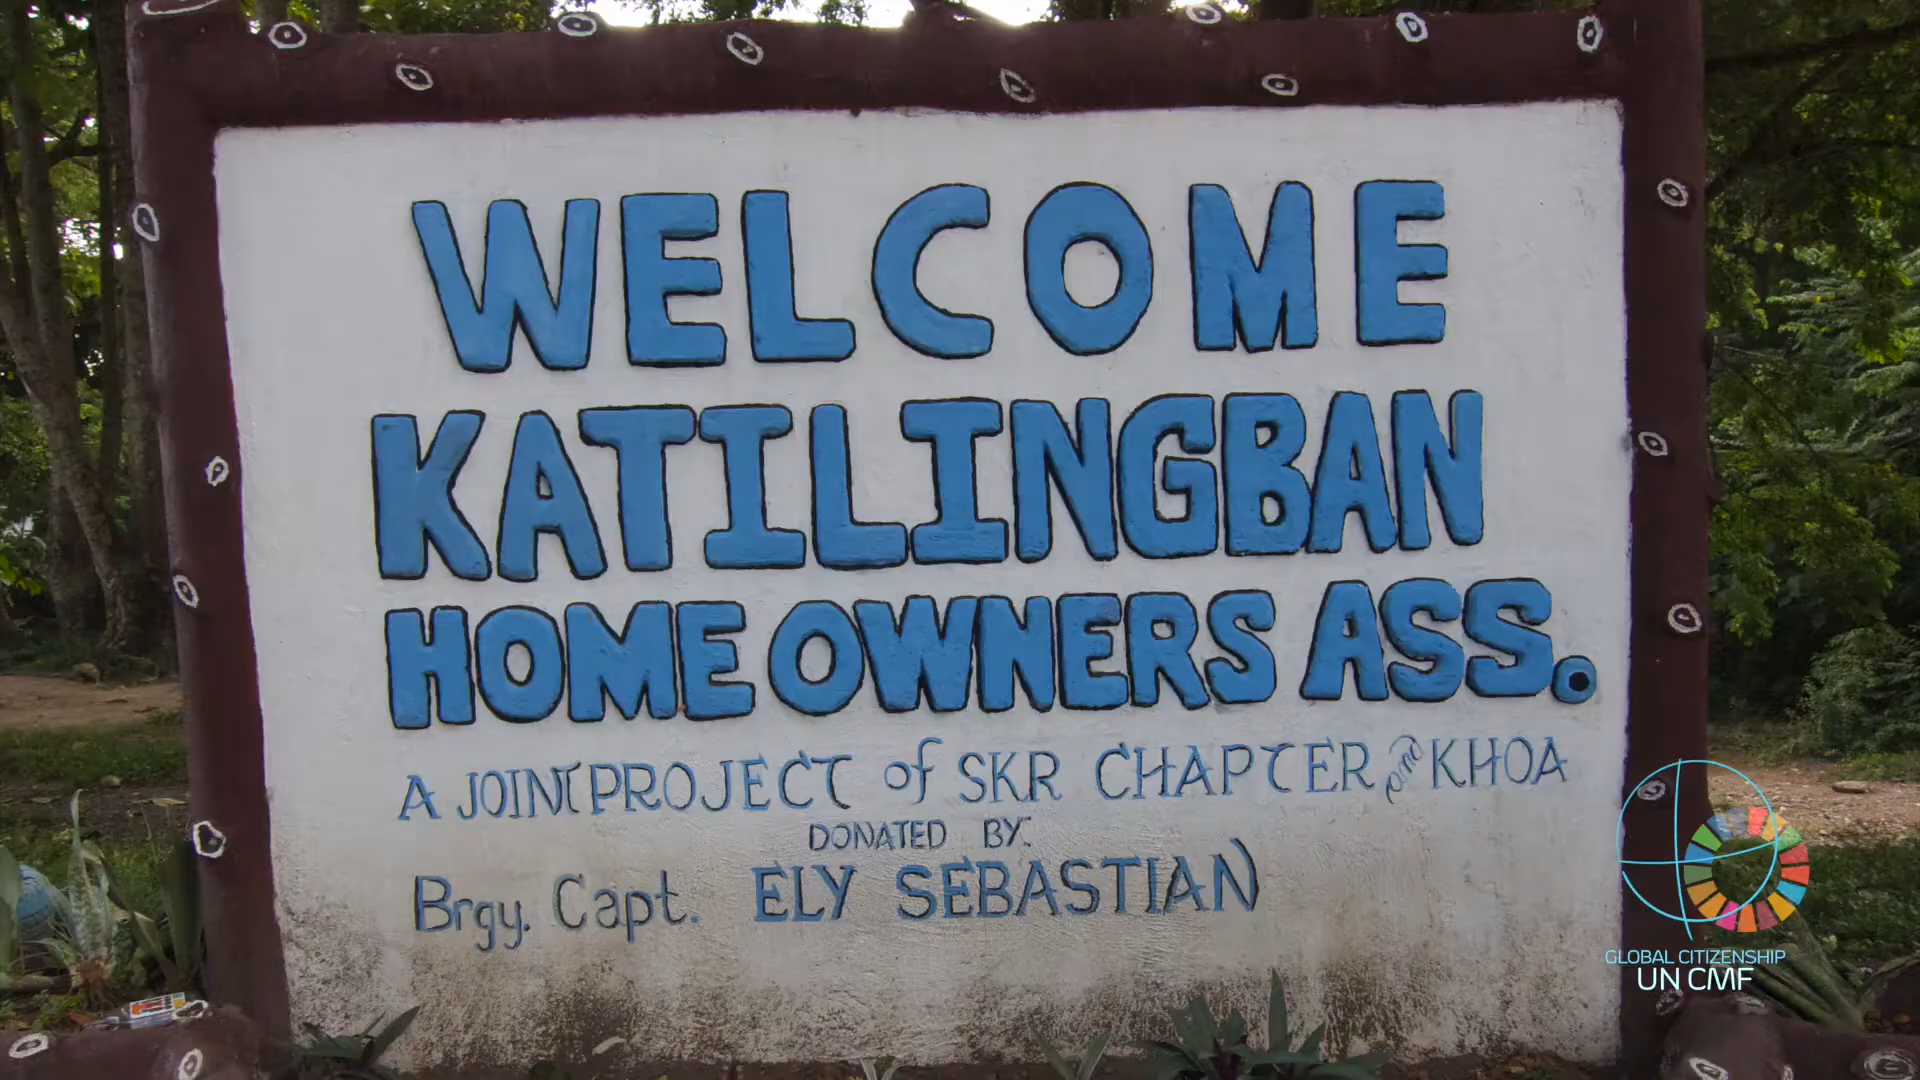 WELCOME
KATILINGBAN
HOME OWNERS ASS.
A JOINT PROJECT of SKR CHAPTER and KHOA
DONATED BY:
Brgy. Capt. ELY SEBASTIAN
GLOBAL CITIZENSHIP
UN CMF